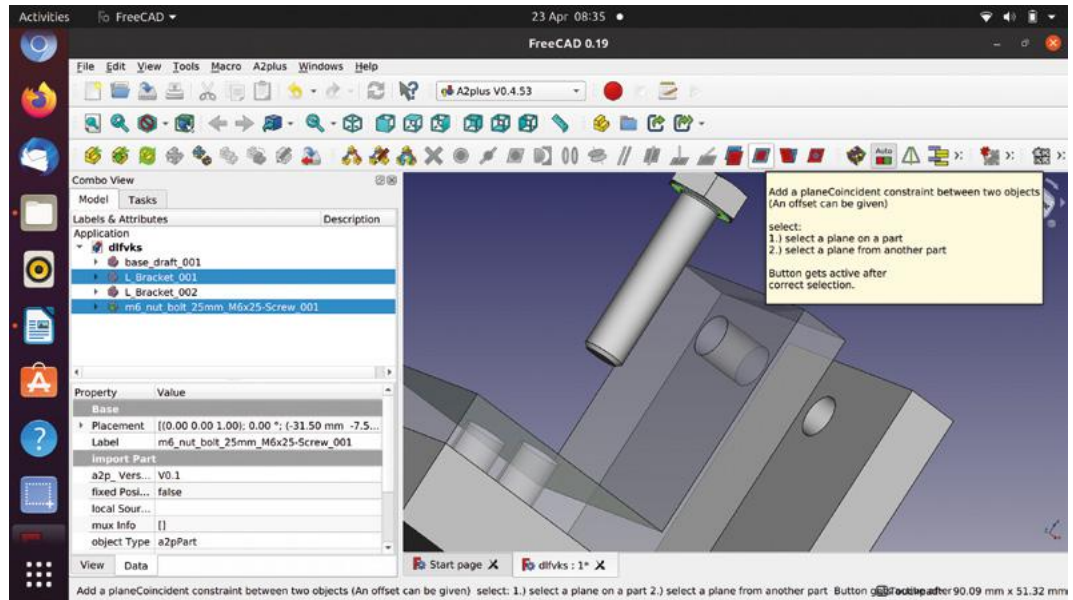 Activities
FreeCAD
23 Apr 08:35
FreeCAD 0.19
File Edit View Tools Macro A2plus Windows Help
A2plus V0.4.53
Auto
Combo View
Model Tasks
Labels & Attributes Description
Application
dlfvks
base_draft_001
L_Bracket_001
L_Bracket_002
m6_nut_bolt_25mm_M6x25-Screw_001
Add a planeCoincident constraint between two objects
(An offset can be given)
select:
1.) select a plane on a part
2.) select a plane from another part
Button gets active after
correct selection.
Property Value
Base
Placement [(0.00 0.00 1.00); 0.00 °; (-31.50 mm -7.5...
Label m6_nut_bolt_25mm_M6x25-Screw_001
import Part
a2p_Vers... V0.1
fixed Posi... false
local Sour...
mux Info []
object Type a2pPart
View Data
Start page
dlfvks : 1*
Add a planeCoincident constraint between two objects (An offset can be given) select: 1.) select a plane on a part 2.) select a plane from another part Button 90.09 mm x 51.32 mm